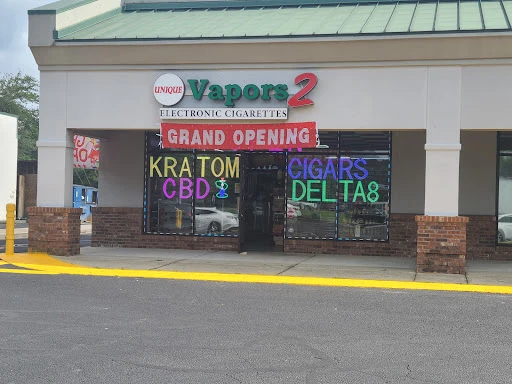 UNIQUE Vapors 2
ELECTRONIC CIGARETTES
GRAND OPENING
KRATOM CIGARS
CBD DELTA8